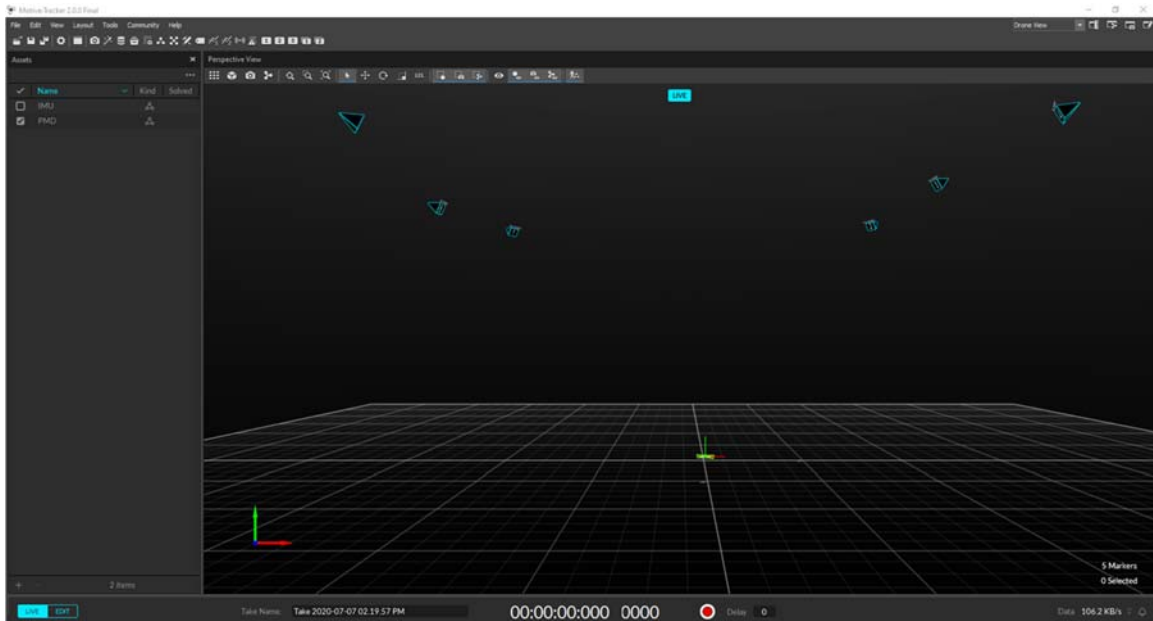 Motive:Tracker 2.0.0 Final
File Edit View Layout Tools Community Help
Drone View
Assets
Perspective View
LIVE
Name Kind Solved
IMU
PMD
5 Markers
0 Selected
2 Items
LIVE EDIT
Take Name: Take 2020-07-07 02.19.57 PM
00:00:00:000 0000
Delay 0
Data 106.2 KB/s